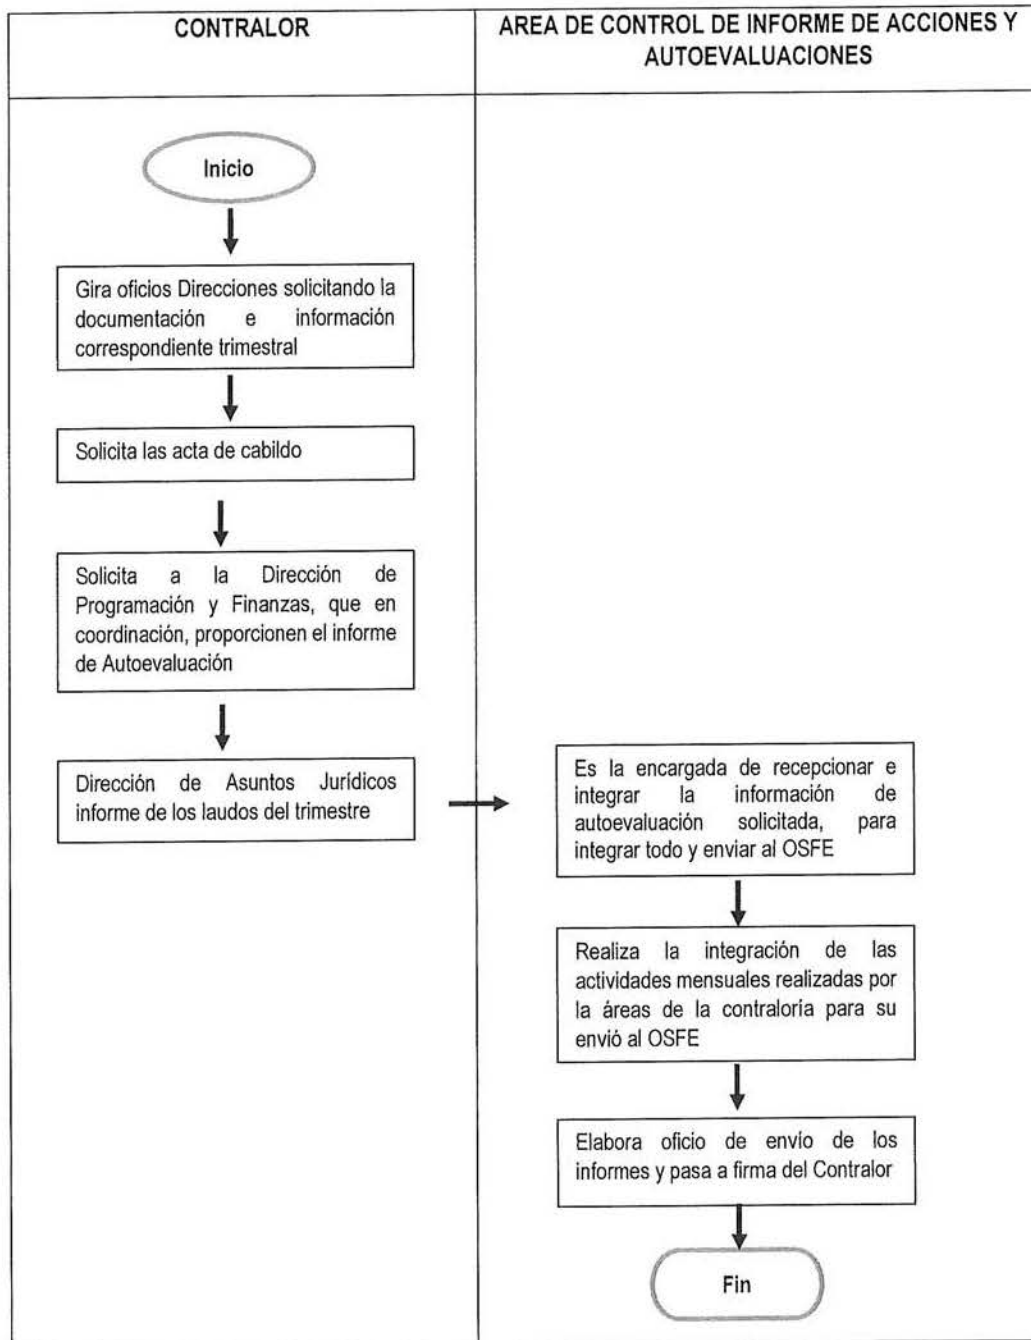 CONTRALOR
AREA DE CONTROL DE INFORME DE ACCIONES Y
AUTOEVALUACIONES
Inicio
Gira oficios Direcciones solicitando la
documentación e información
correspondiente trimestral
Solicita las acta de cabildo
Solicita a la Dirección de
Programación y Finanzas, que en
coordinación, proporcionen el informe
de Autoevaluación
Dirección de Asuntos Jurídicos
informe de los laudos del trimestre
Es la encargada de recepcionar e
integrar la información de
autoevaluación solicitada, para
integrar todo y enviar al OSFE
Realiza la integración de las
actividades mensuales realizadas por
la áreas de la contraloría para su
envió al OSFE
Elabora oficio de envío de los
informes y pasa a firma del Contralor
Fin